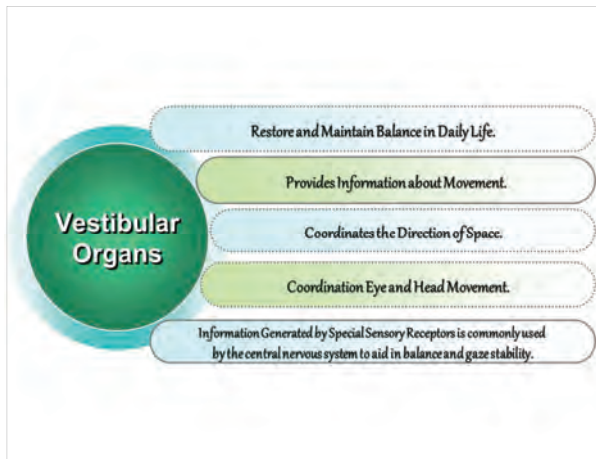 Restore and Maintain Balance in Daily Life.
Provides Information about Movement.
Vestibular
Organs
Coordinates the Direction of Space.
Coordination Eye and Head Movement.
Information Generated by Special Sensory Receptors is commonly used
by the central nervous system to aid in balance and gaze stability.